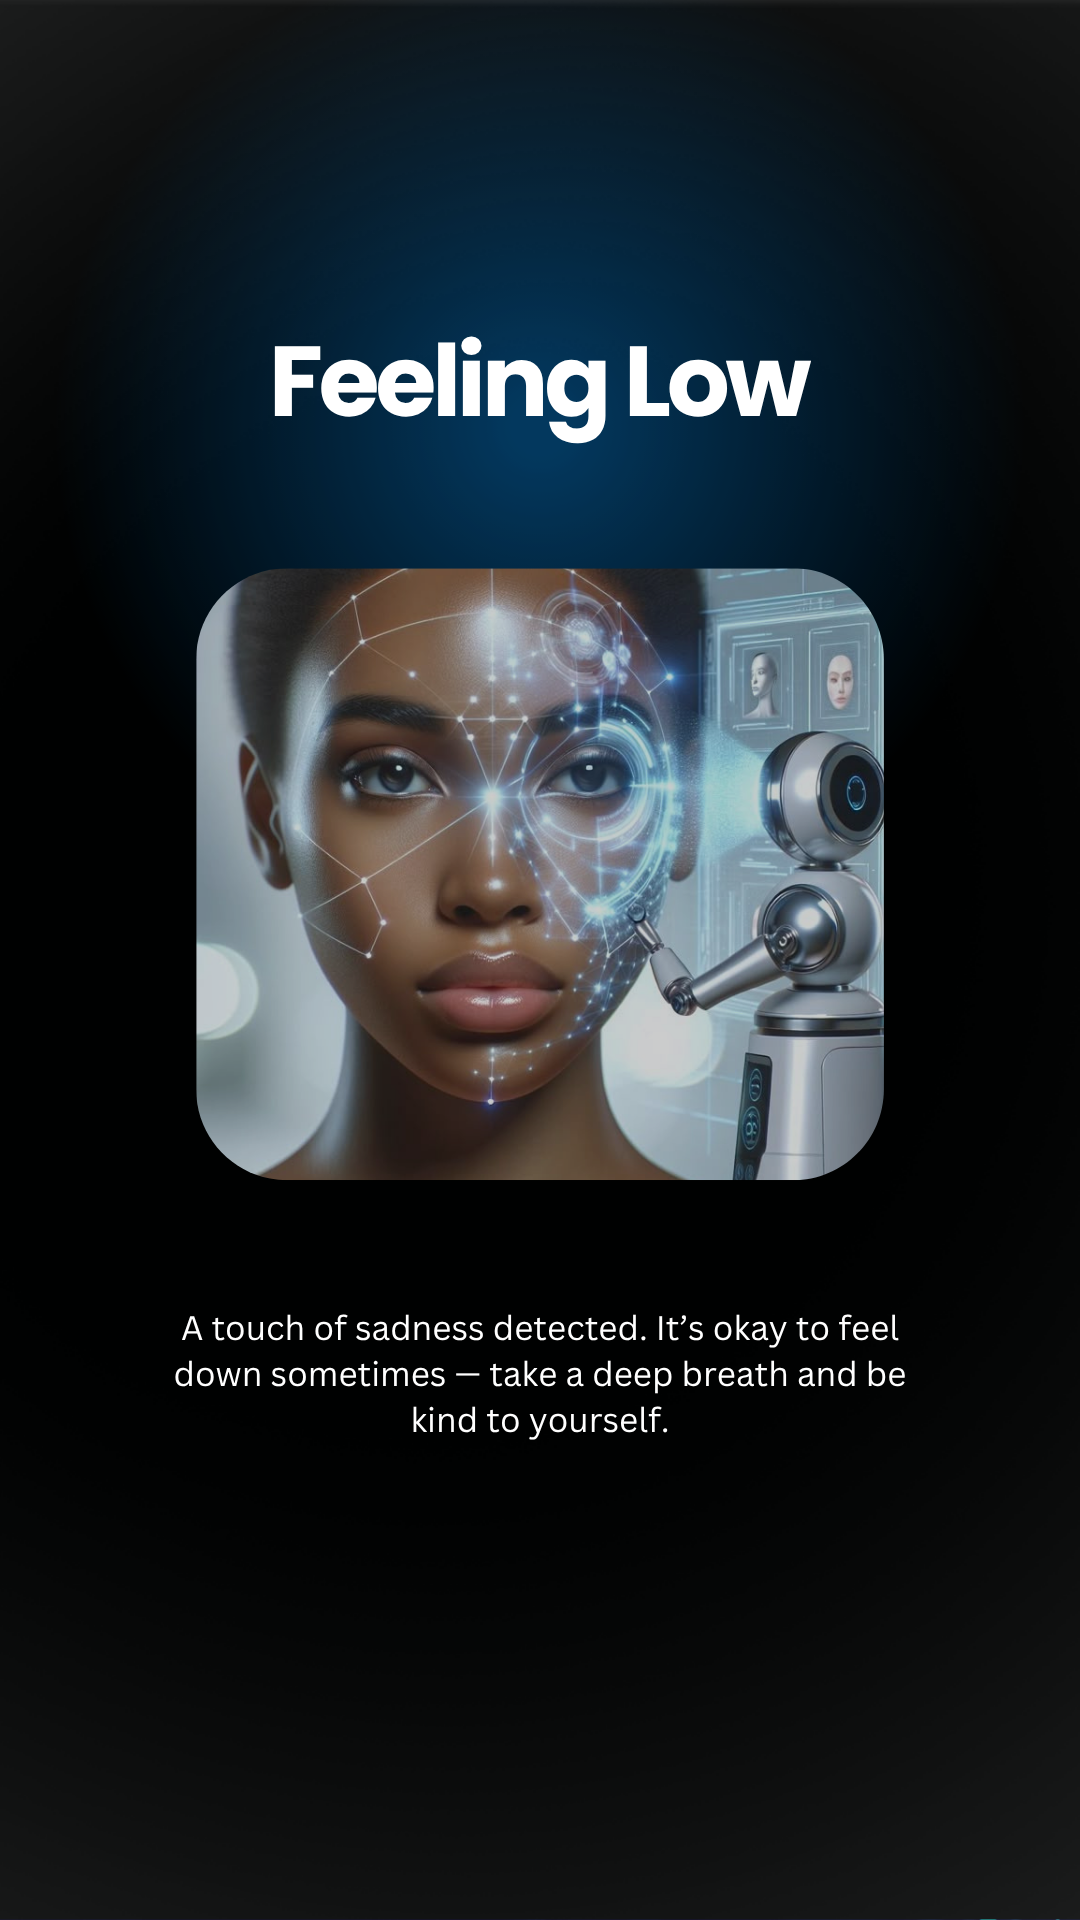 Feeling Low
A touch of sadness detected. It’s okay to feel
down sometimes — take a deep breath and be
kind to yourself.